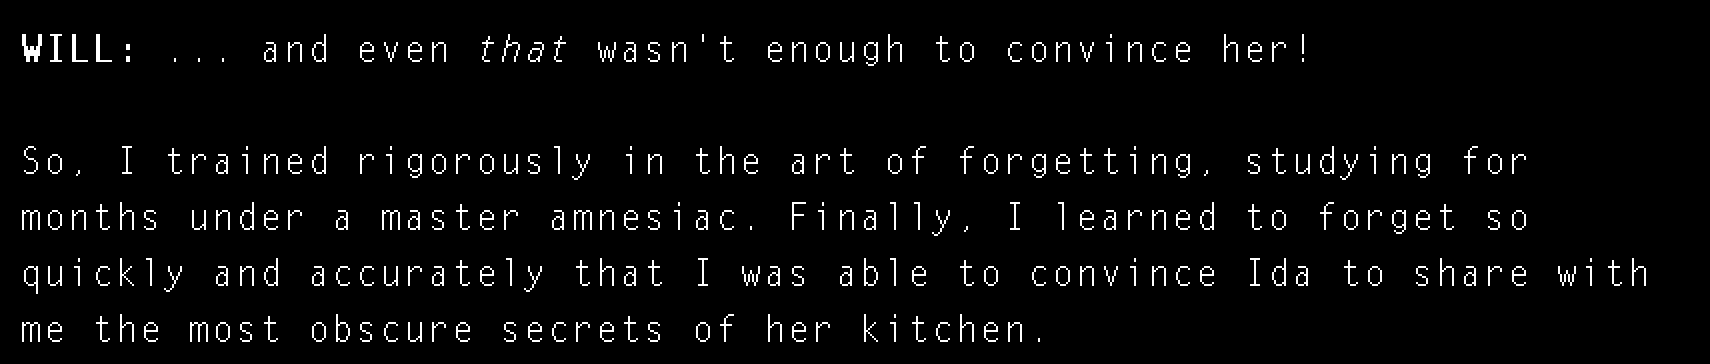 WILL: ... and even that wasn't enough to convince her!
So, I trained rigorously in the art of forgetting, studying for
months under a master amnesiac. Finally, I learned to forget so
quickly and accurately that I was able to convince Ida to share with
me the most obscure secrets of her kitchen.